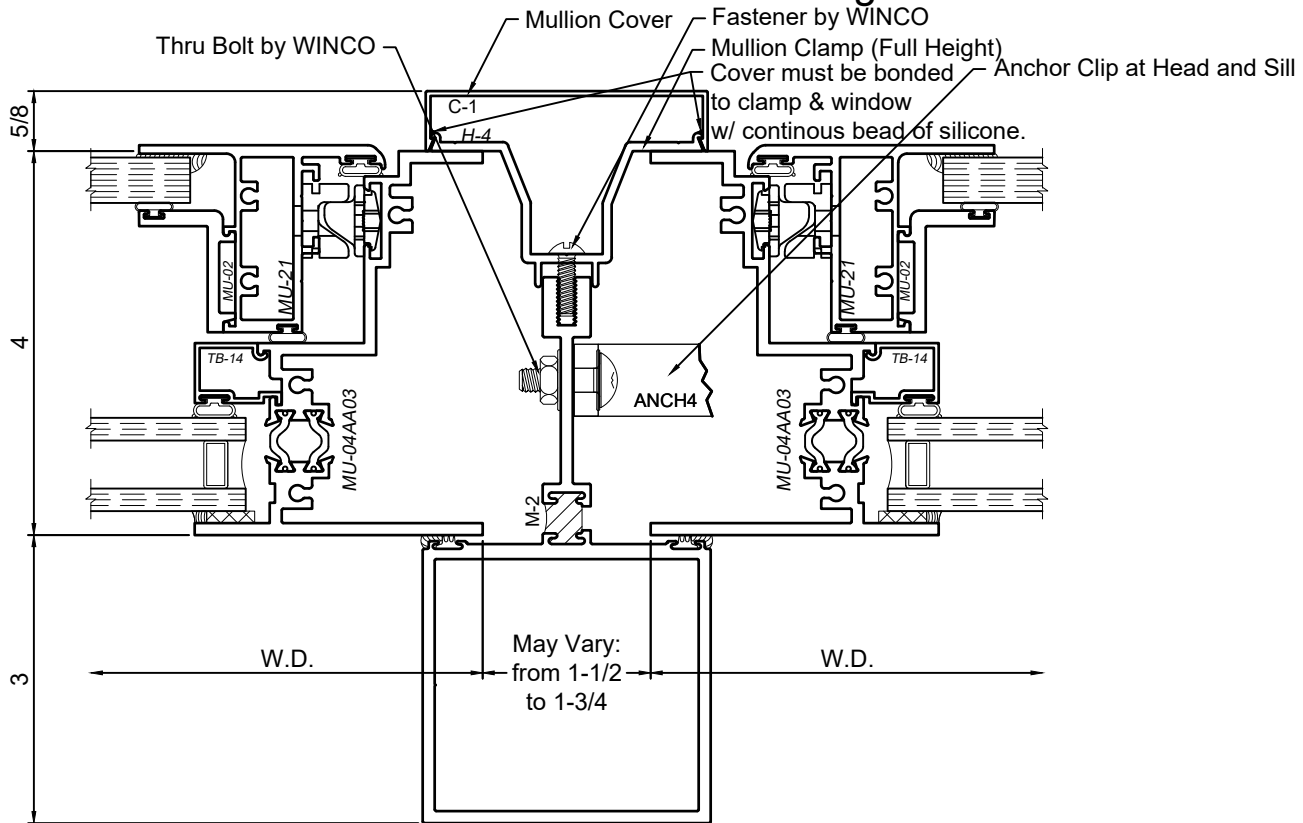 Mullion Cover
Fastener by WINCO
Thru Bolt by WINCO
Mullion Clamp (Full Height)
Cover must be bonded
to clamp & window
w/ continous bead of silicone.
Anchor Clip at Head and Sill
5/8
C-1
H-4
4
MU-02
MU-21
MU-21
MU-02
TB-14
TB-14
ANCH4
MU-04AA03
MU-04AA03
M-2
3
W.D.
May Vary:
from 1-1/2
to 1-3/4
W.D.